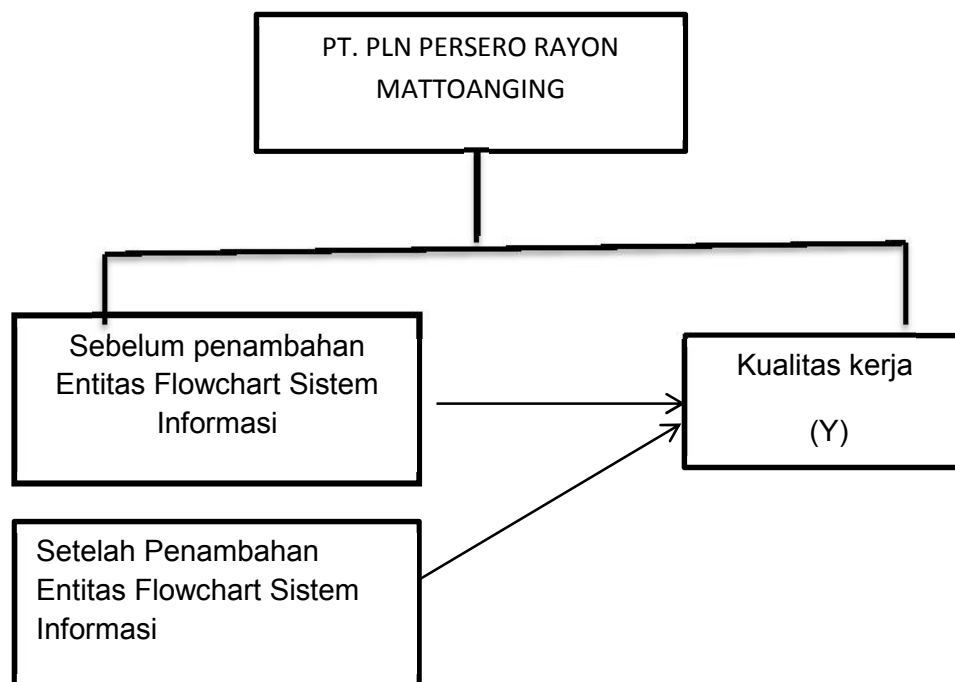 PT. PLN PERSERO RAYON
MATTOANGING
Sebelum penambahan
Entitas Flowchart Sistem
Informasi
Kualitas kerja
(Y)
Setelah Penambahan
Entitas Flowchart Sistem
Informasi